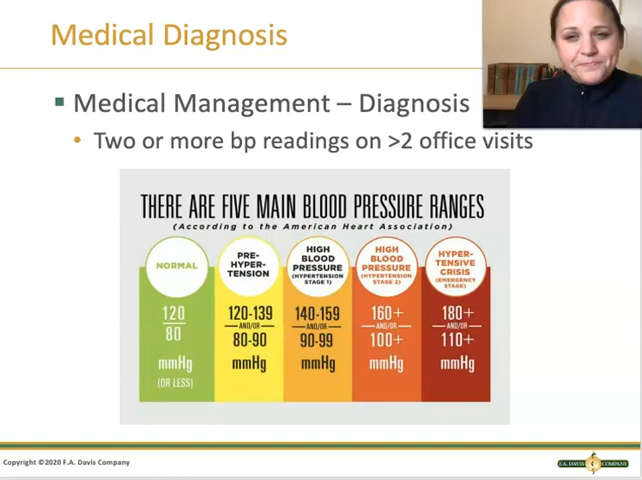 Medical Diagnosis
▪ Medical Management – Diagnosis
• Two or more bp readings on >2 office visits
THERE ARE FIVE MAIN BLOOD PRESSURE RANGES
(According to the American Heart Association)
NORMAL
120
80
mmHg
(OR LESS)
PRE-
HYPER-
TENSION
120-139
AND/OR
80-90
mmHg
HIGH
BLOOD
PRESSURE
(HYPERTENSION
STAGE 1)
140-159
AND/OR
90-99
mmHg
HIGH
BLOOD
PRESSURE
(HYPERTENSION
STAGE 2)
160+
AND/OR
100+
mmHg
HYPER-
TENSIVE
CRISIS
(EMERGENCY
STAGE)
180+
AND/OR
110+
mmHg
Copyright ©2020 F.A. Davis Company
F.A. DAVIS COMPANY